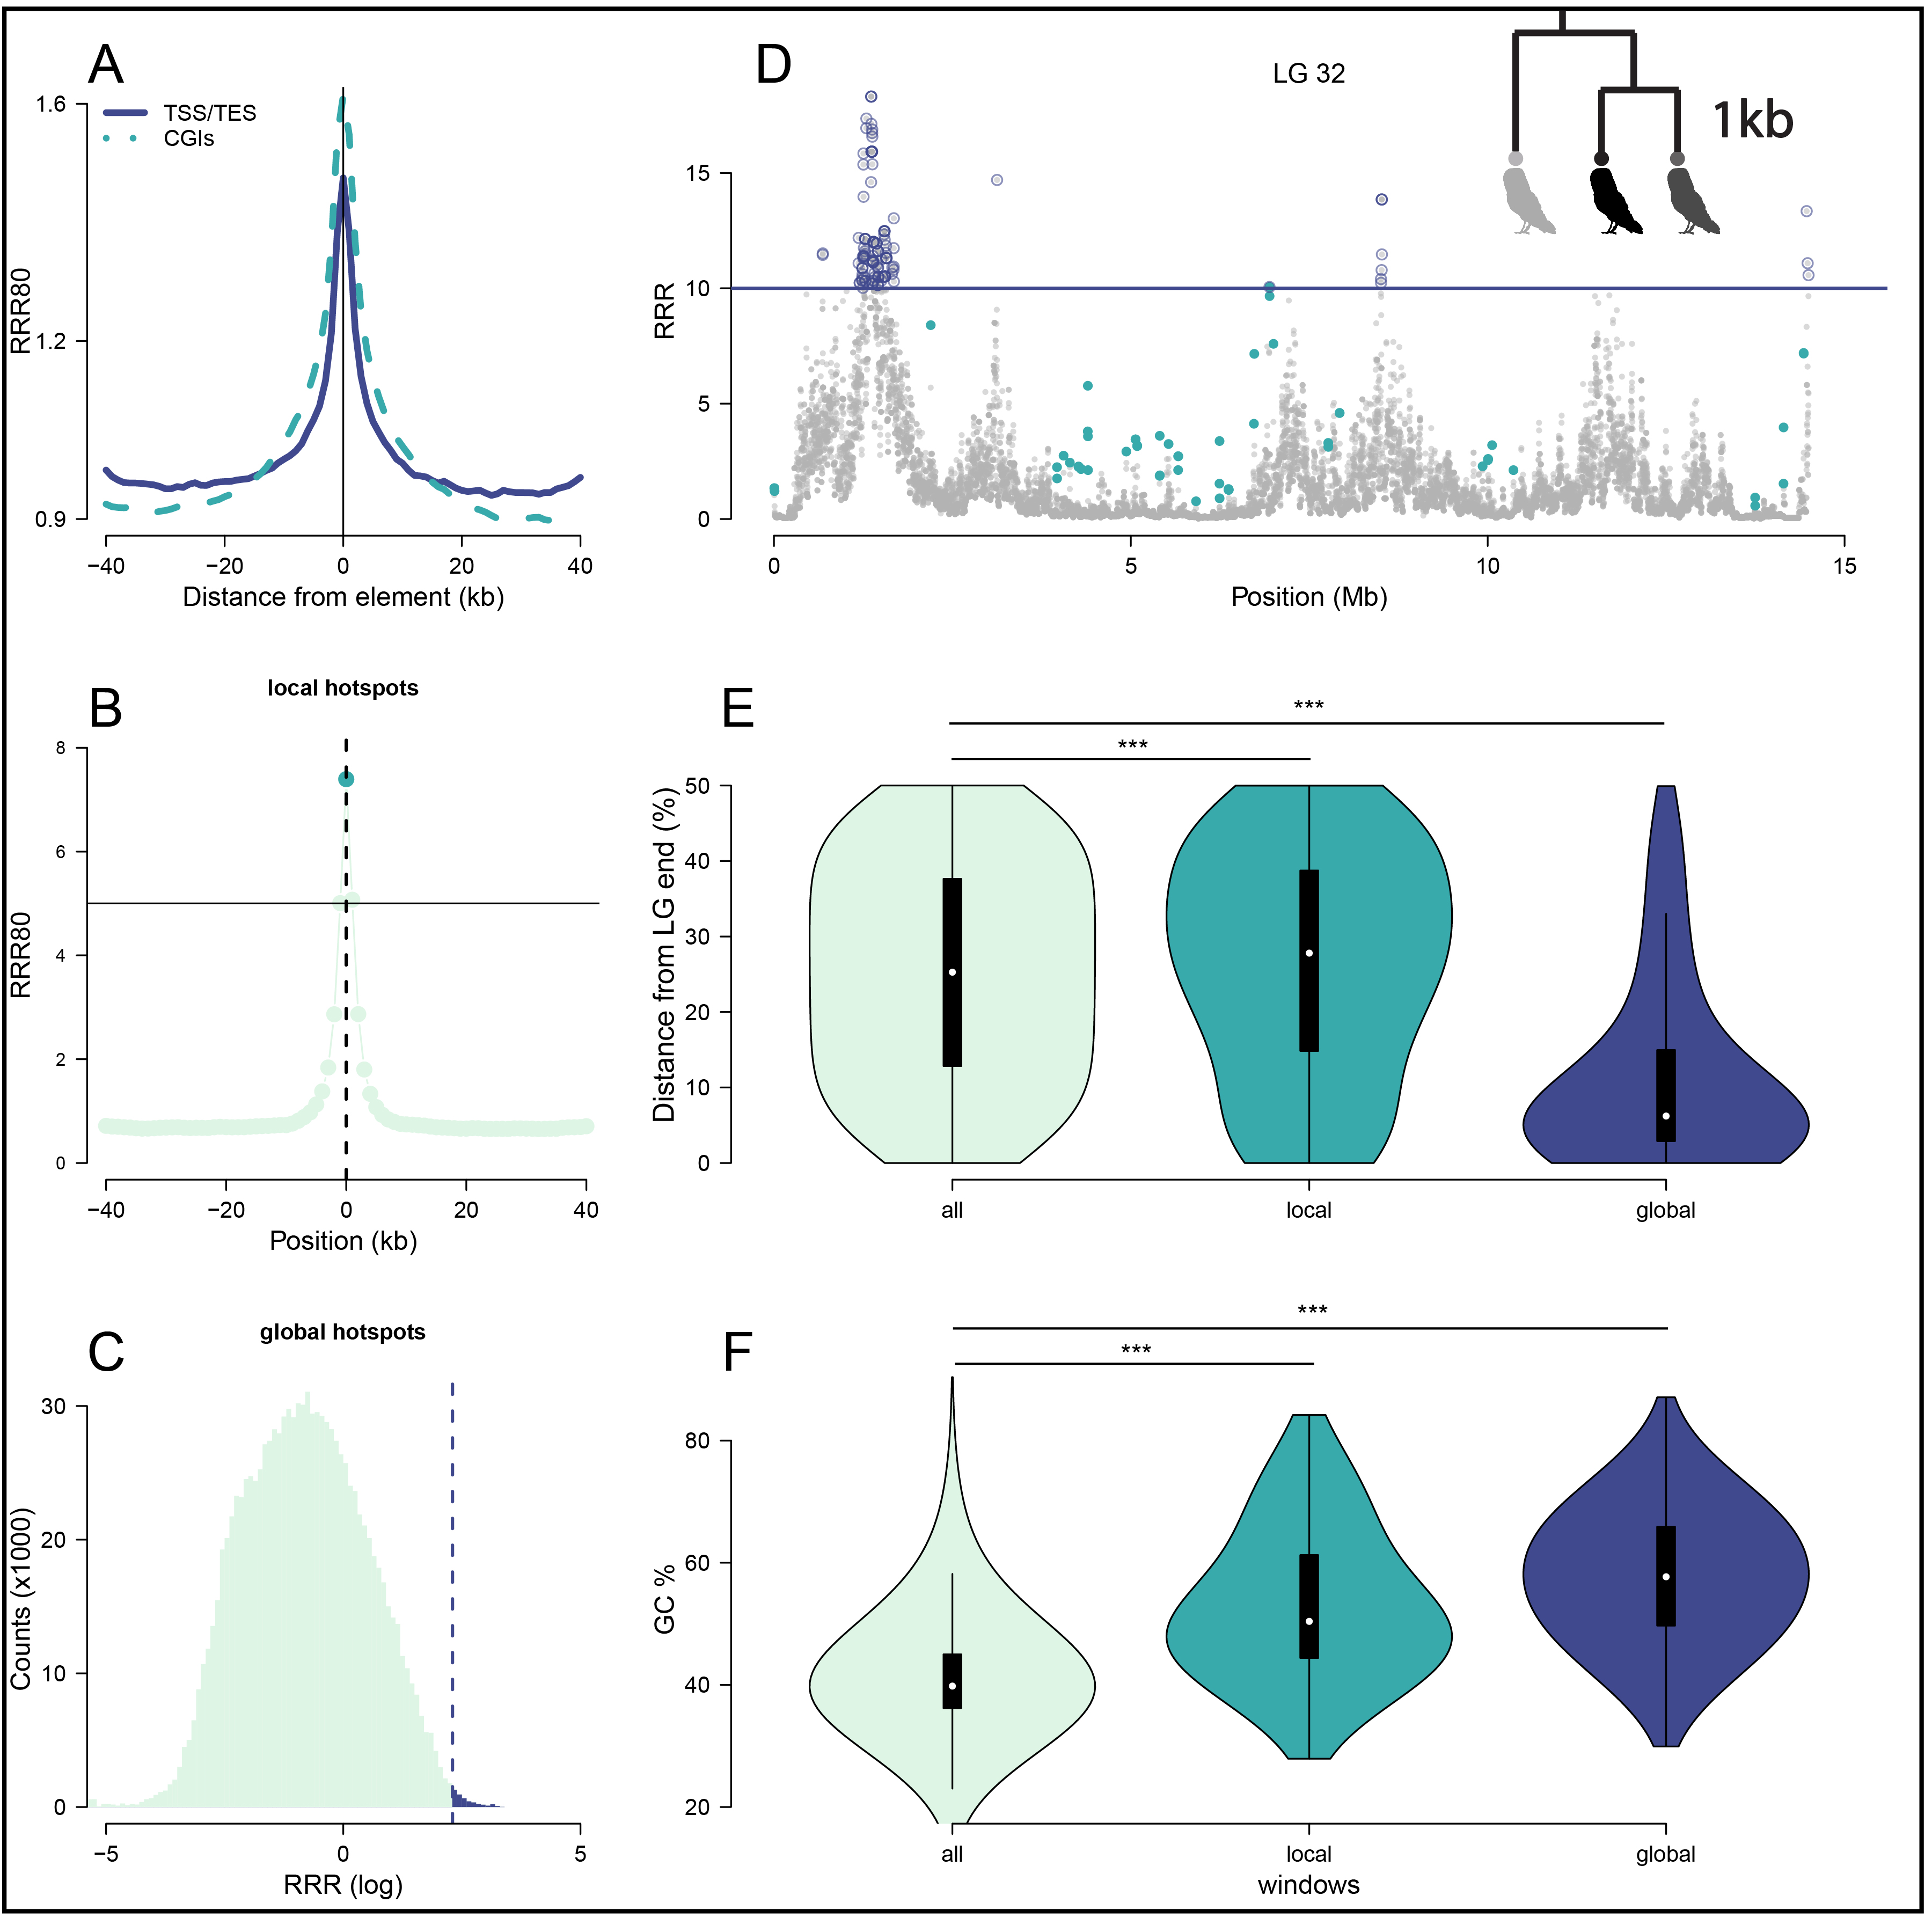 A
1.6
1.2
0.9
RRR80
TSS/TES
CGIs
−40 −20 0 20 40
Distance from element (kb)
D
LG 32
1kb
15
10
5
0
RRR
0 5 10 15
Position (Mb)
B
local hotspots
8
6
4
2
0
RRR80
−40 −20 0 20 40
Position (kb)
E
***
***
50
40
30
20
10
0
Distance from LG end (%)
all local global
C
global hotspots
30
20
10
0
Counts (x1000)
−5 0 5
RRR (log)
F
***
***
80
60
40
20
GC %
all local global
windows